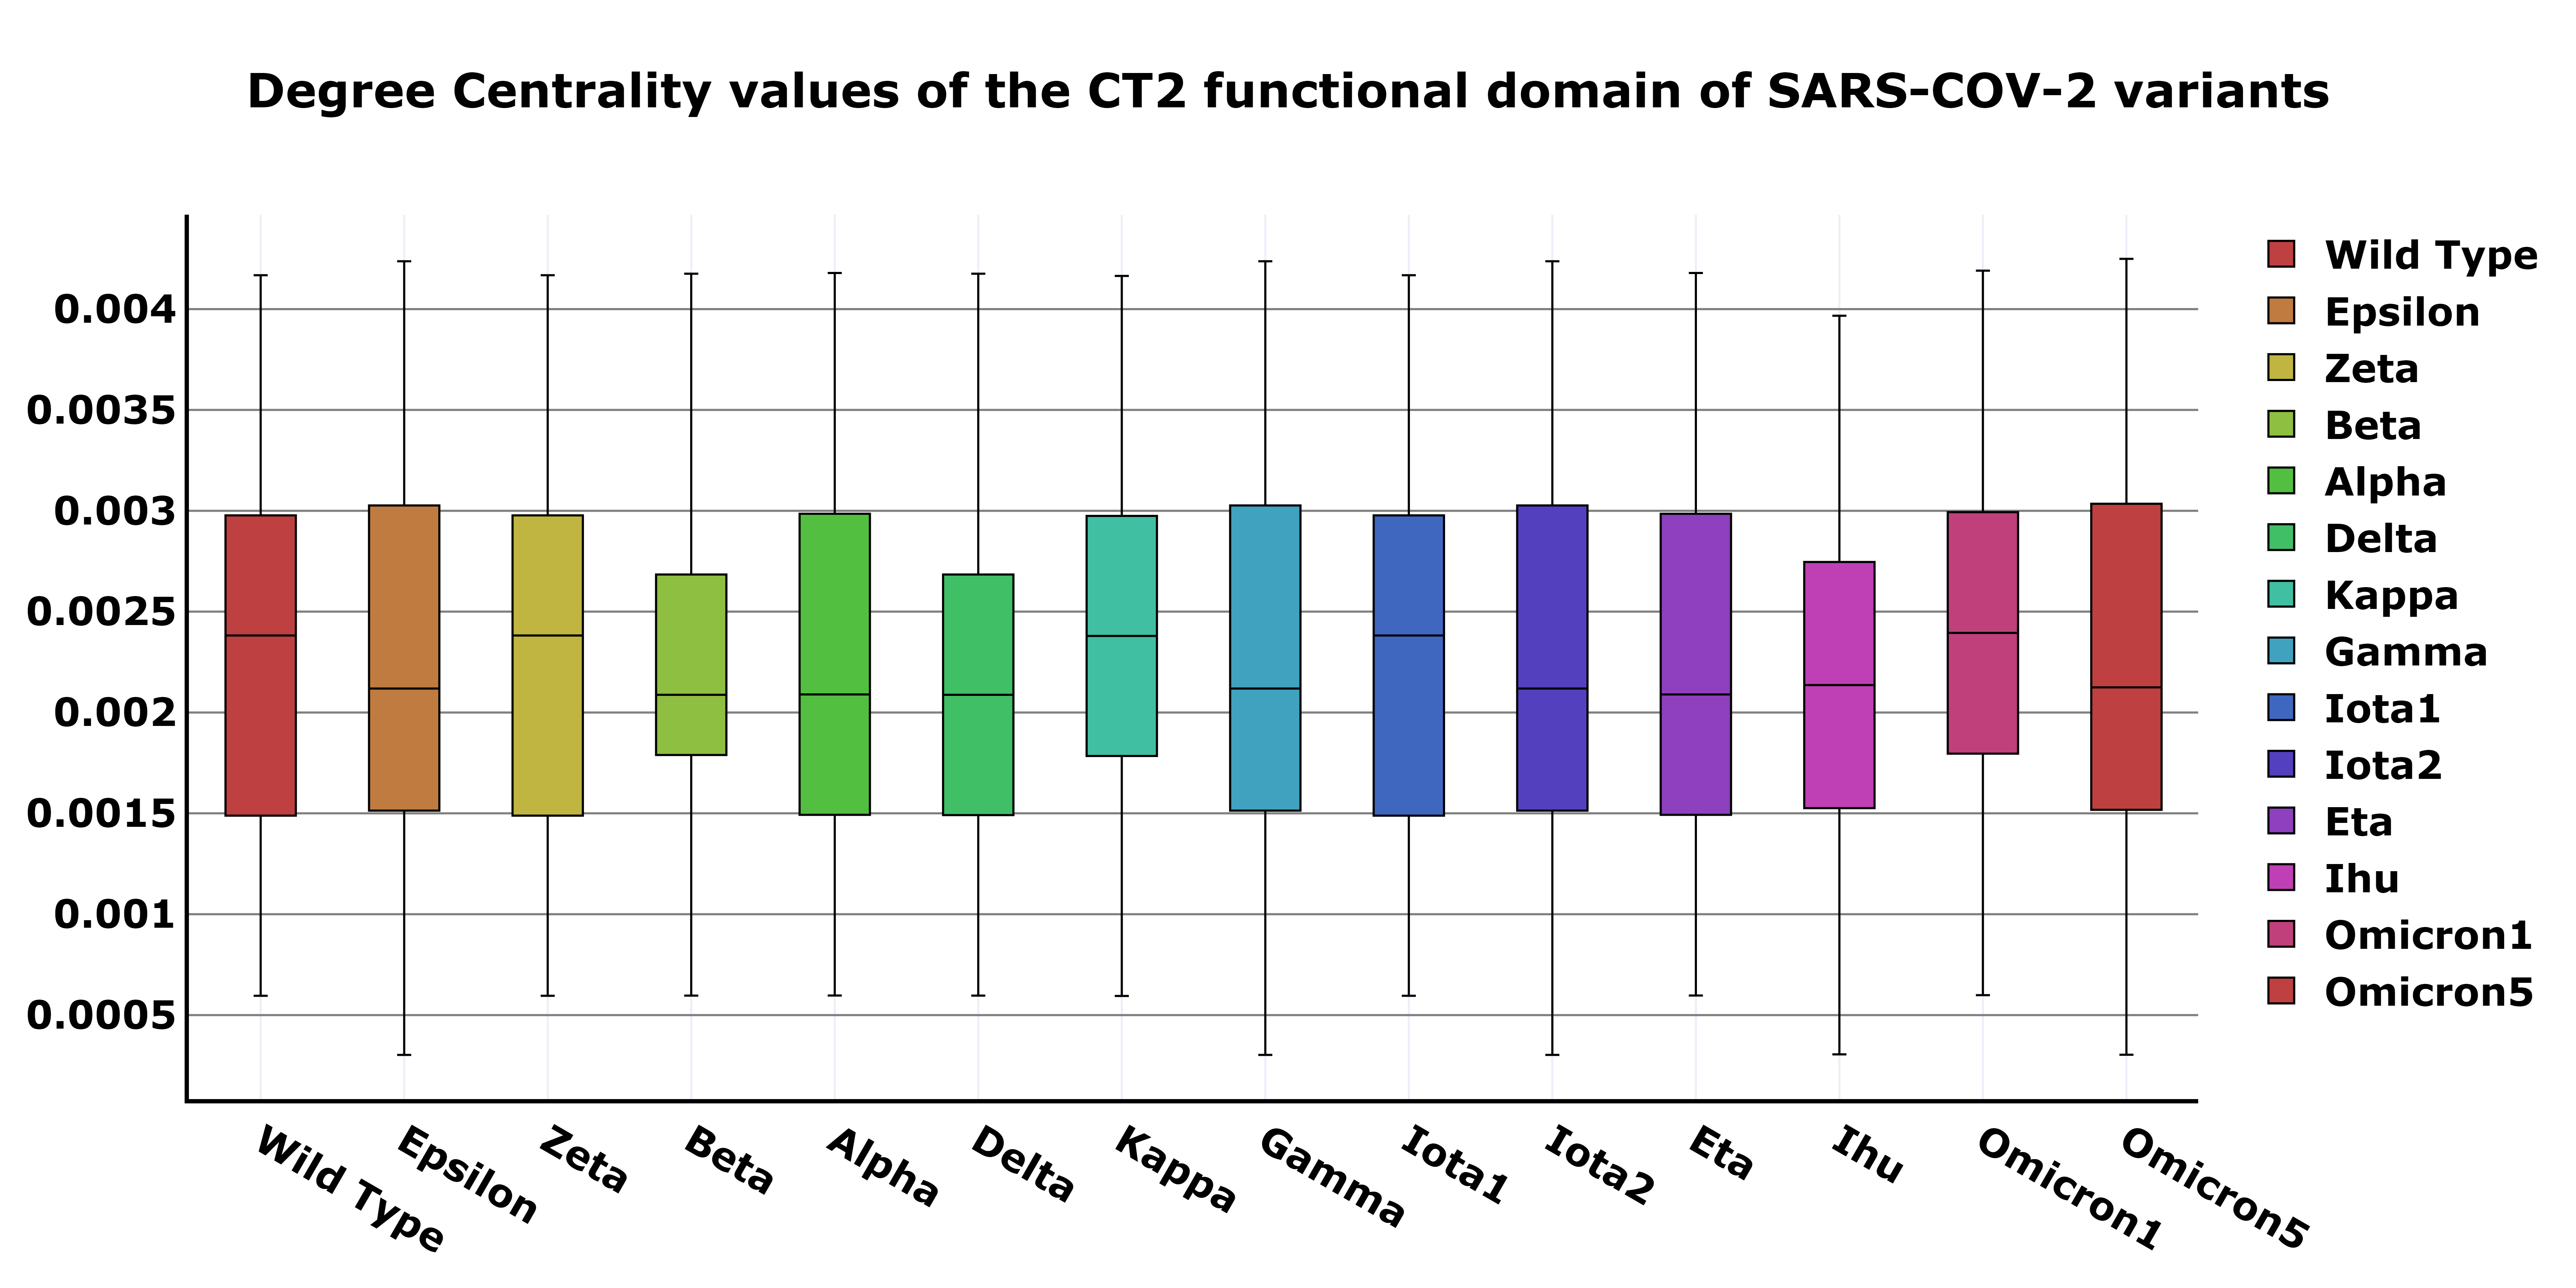 Degree Centrality values of the CT2 functional domain of SARS-COV-2 variants
0.004
0.0035
0.003
0.0025
0.002
0.0015
0.001
0.0005
Wild Type
Epsilon
Zeta
Beta
Alpha
Delta
Kappa
Gamma
Iota1
Iota2
Eta
Ihu
Omicron1
Omicron5
Wild Type
Epsilon
Zeta
Beta
Alpha
Delta
Kappa
Gamma
Iota1
Iota2
Eta
Ihu
Omicron1
Omicron5